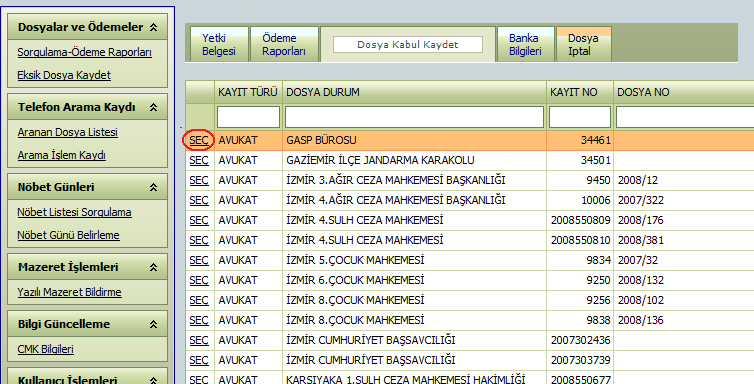 Dosyalar ve Ödemeler
Sorgulama-Ödeme Raporları
Eksik Dosya Kaydet
Telefon Arama Kaydı
Aranan Dosya Listesi
Arama İşlem Kaydı
Nöbet Günleri
Nöbet Listesi Sorgulama
Nöbet Günü Belirleme
Mazeret İşlemleri
Yazılı Mazeret Bildirme
Bilgi Güncelleme
CMK Bilgileri
Kullanıcı İşlemleri
Yetki Belgesi
Ödeme Raporları
Dosya Kabul Kaydet
Banka Bilgileri
Dosya Iptal
KAYIT TÜRÜ DOSYA DURUM KAYIT NO DOSYA NO
SEÇ AVUKAT GASP BÜROSU 34461
SEÇ AVUKAT GAZİEMİR İLÇE JANDARMA KARAKOLU 34501
SEÇ AVUKAT İZMİR 3.AĞIR CEZA MAHKEMESİ BAŞKANLIĞI 9450 2008/12
SEÇ AVUKAT İZMİR 4.AĞIR CEZA MAHKEMESİ BAŞKANLIĞI 10006 2007/322
SEÇ AVUKAT İZMİR 4.SULH CEZA MAHKEMESİ 2008550809 2008/176
SEÇ AVUKAT İZMİR 4.SULH CEZA MAHKEMESİ 2008550810 2008/381
SEÇ AVUKAT İZMİR 5.ÇOCUK MAHKEMESİ 9834 2007/32
SEÇ AVUKAT İZMİR 6.ÇOCUK MAHKEMESİ 9250 2008/132
SEÇ AVUKAT İZMİR 8.ÇOCUK MAHKEMESİ 9256 2008/102
SEÇ AVUKAT İZMİR 8.ÇOCUK MAHKEMESİ 9838 2008/136
SEÇ AVUKAT İZMİR CUMHURİYET BAŞSAVCILIĞI 2007302436
SEÇ AVUKAT İZMİR CUMHURİYET BAŞSAVCILIĞI 2007303739
SEÇ AVUKAT KARŞIYAKA 1.SULH CEZA MAHKEMESİ HAKİMLİĞİ 2008550677